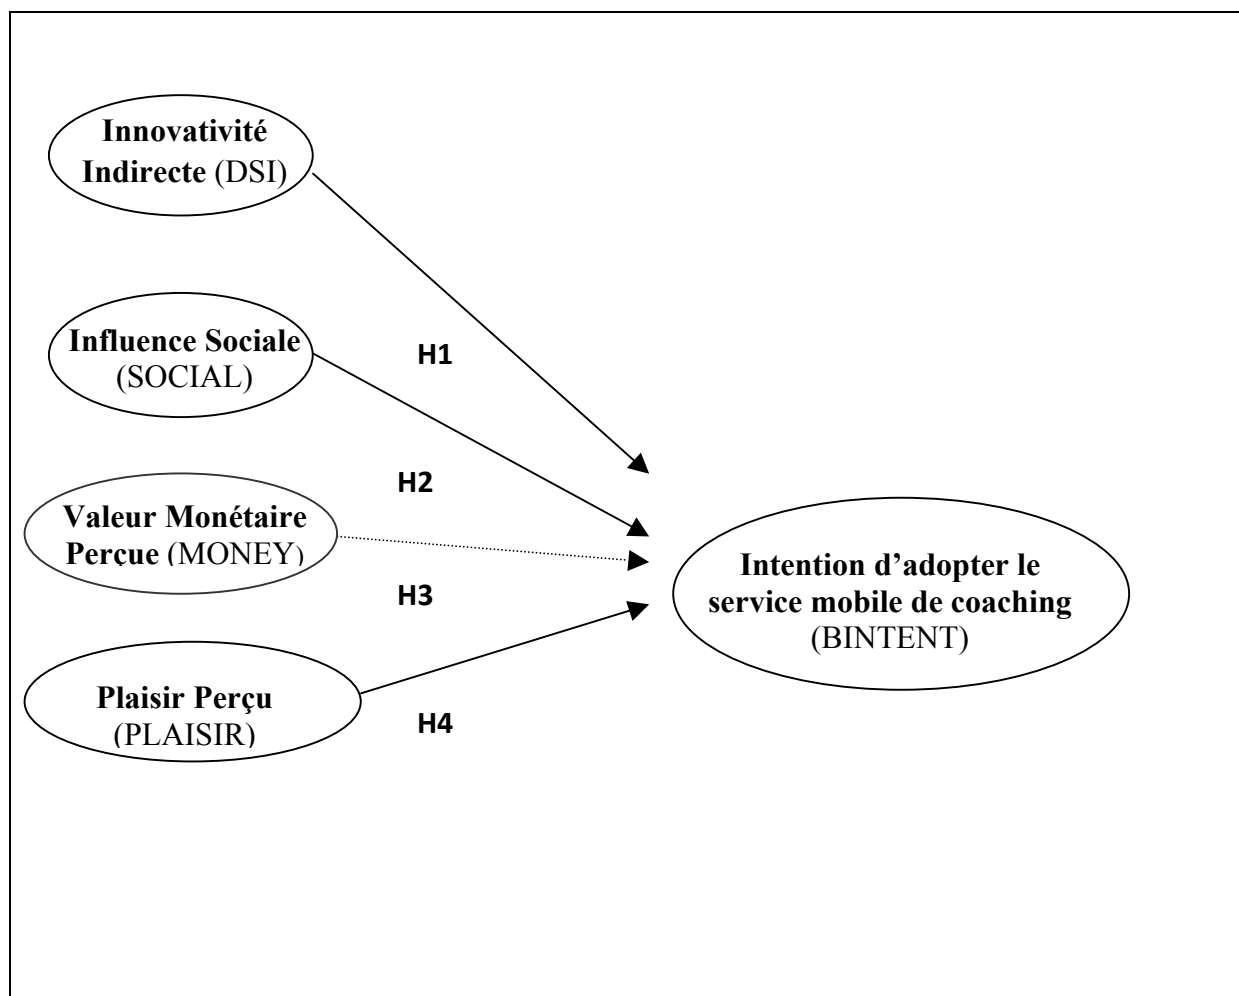 Innovativité
Indirecte (DSI)
Influence Sociale
(SOCIAL)
H1
H2
Valeur Monétaire
Perçue (MONEY)
H3
Intention d’adopter le
service mobile de coaching
(BINTENT)
Plaisir Perçu
(PLAISIR)
H4